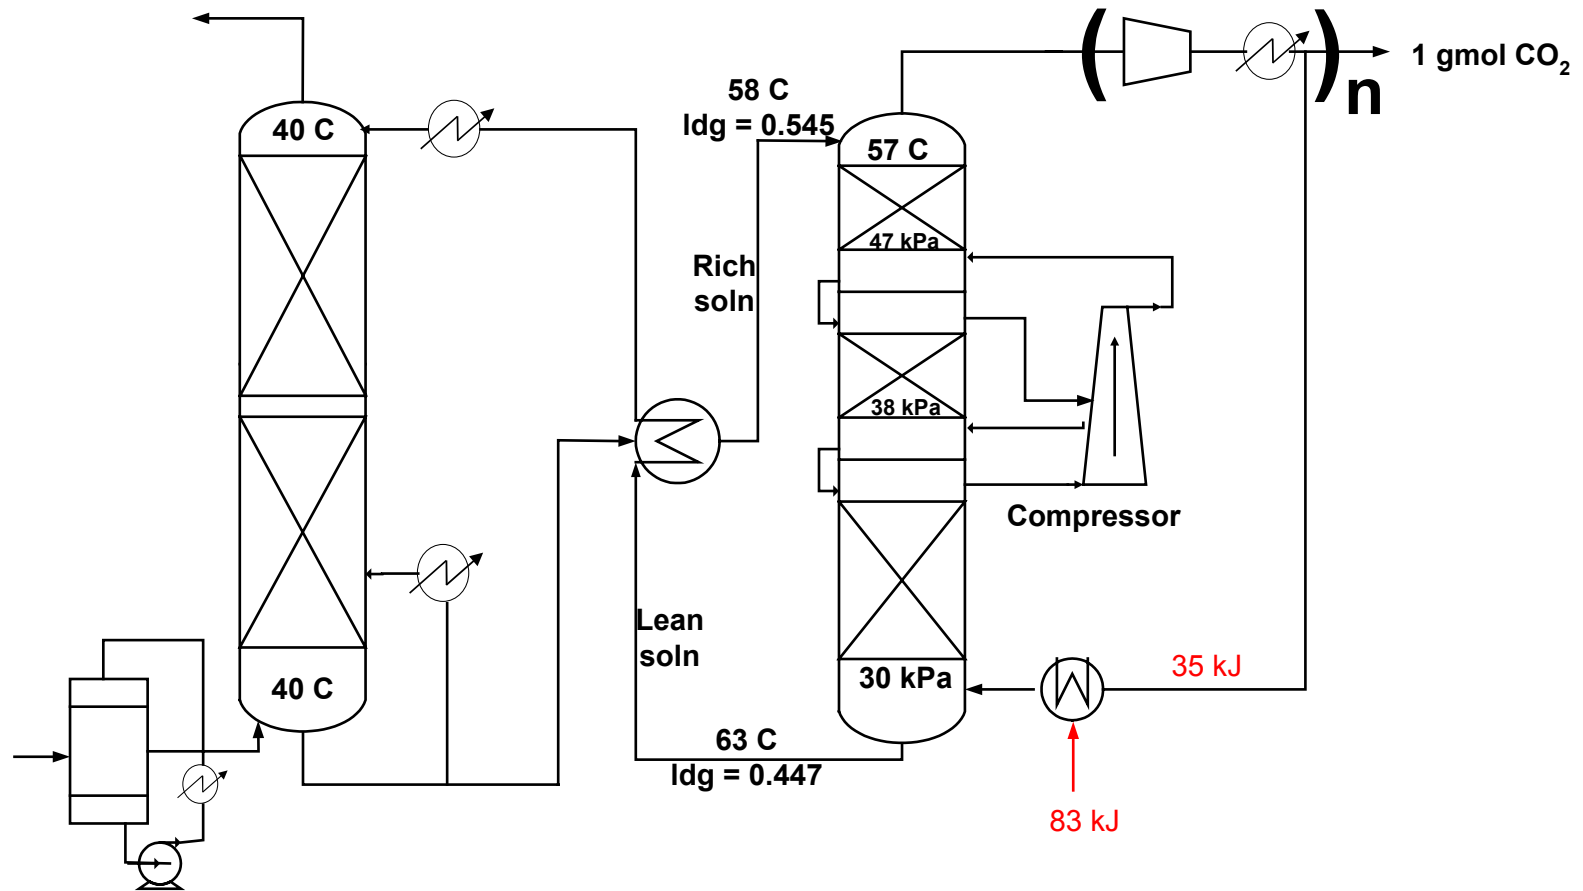 1 gmol CO₂
n
58 C
ldg = 0.545
40 C
57 C
47 kPa
Rich
soln
38 kPa
Compressor
Lean
soln
35 kJ
40 C
30 kPa
63 C
ldg = 0.447
83 kJ